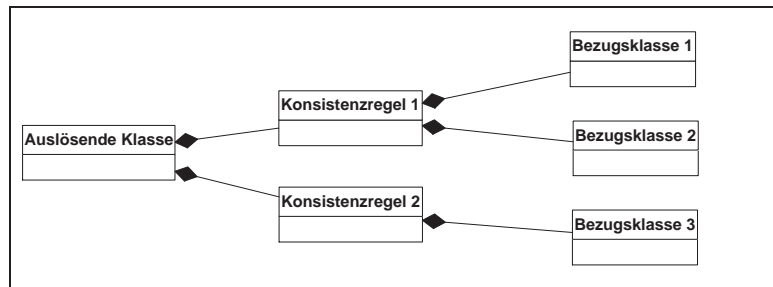 Bezugsklasse 1
Konsistenzregel 1
Auslösende Klasse
Bezugsklasse 2
Konsistenzregel 2
Bezugsklasse 3